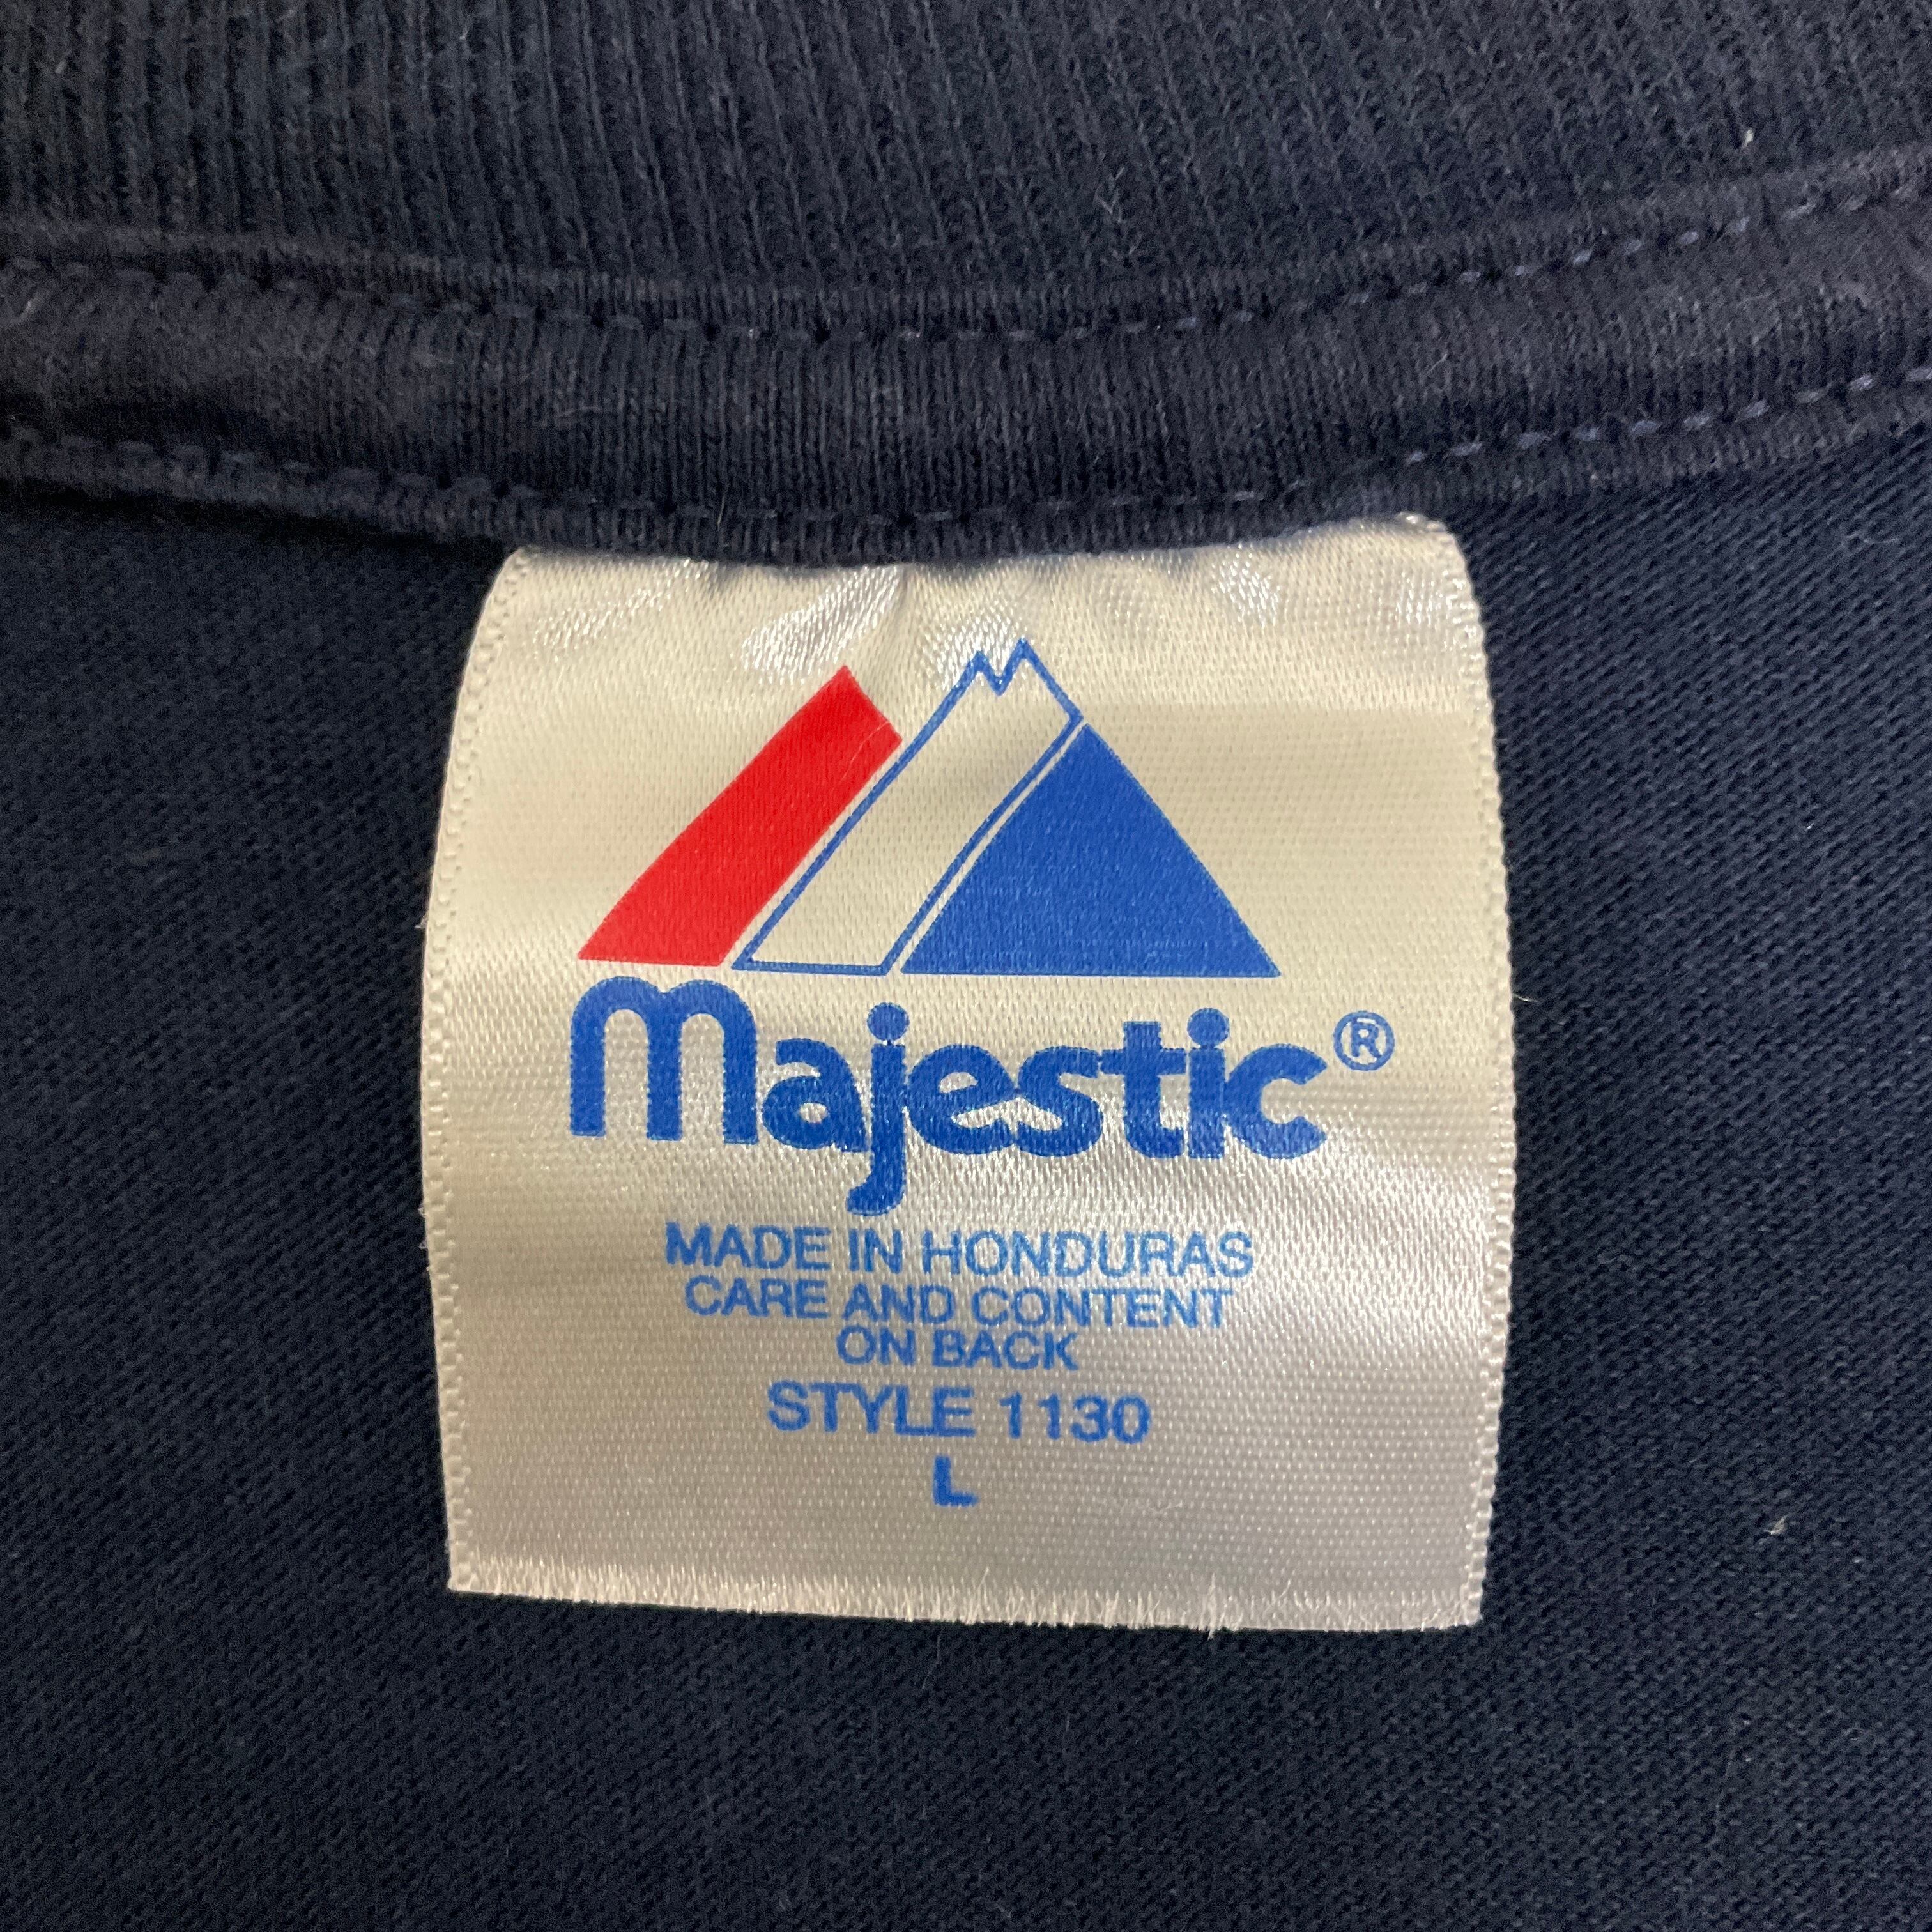 Majestic®
MADE IN HONDURAS
CARE AND CONTENT
ON BACK
STYLE 1130
L